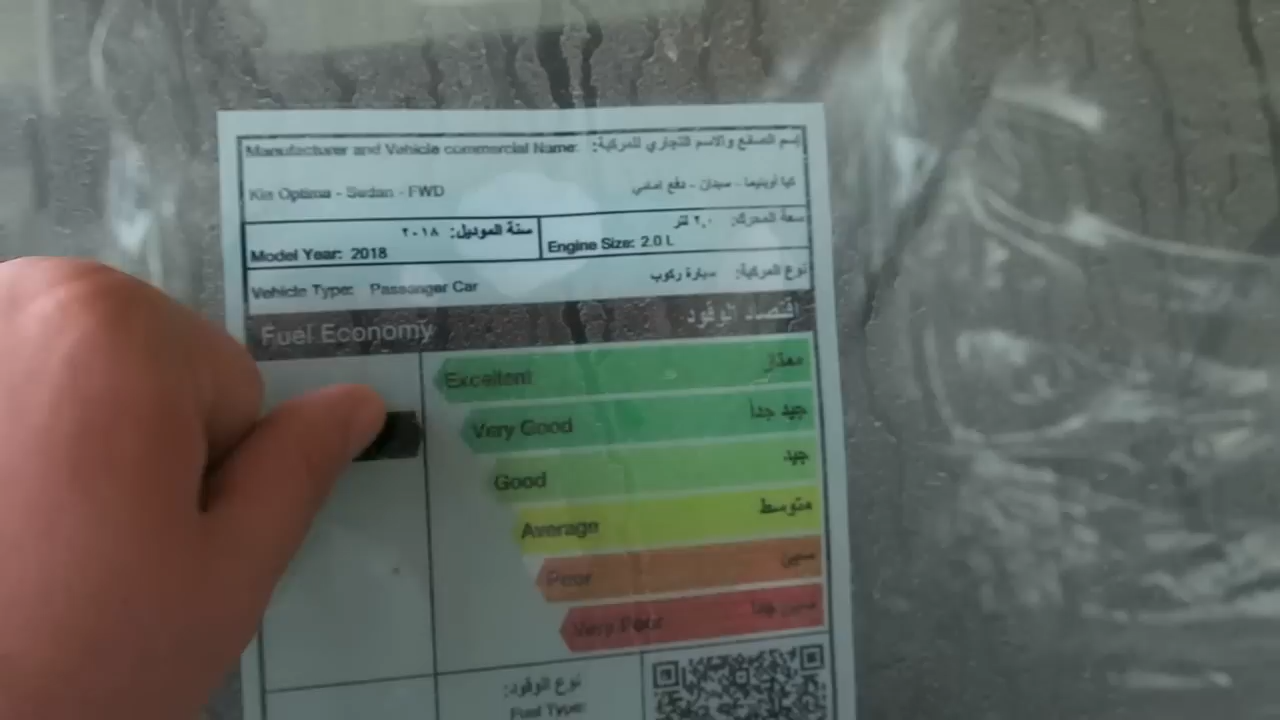 Manufacturer and Vehicle commercial Name: إسم الصانع والاسم التجاري للمركبة:
Kia Optima - Sedan - FWD كيا أوبتيما - سيدان - دفع إمامي
Model Year: 2018 سنة الموديل: ٢٠١٨
Engine Size: 2.0 L سعة المحرك: ٢,٠ لتر
Vehicle Type: Passenger Car نوع المركبة: سيارة ركوب
Fuel Economy اقتصاد الوقود
Excellent ممتاز
Very Good جيد جداً
Good جيد
Average متوسط
Poor سيئ
Very Poor سيئ جداً
نوع الوقود:
Fuel Type: